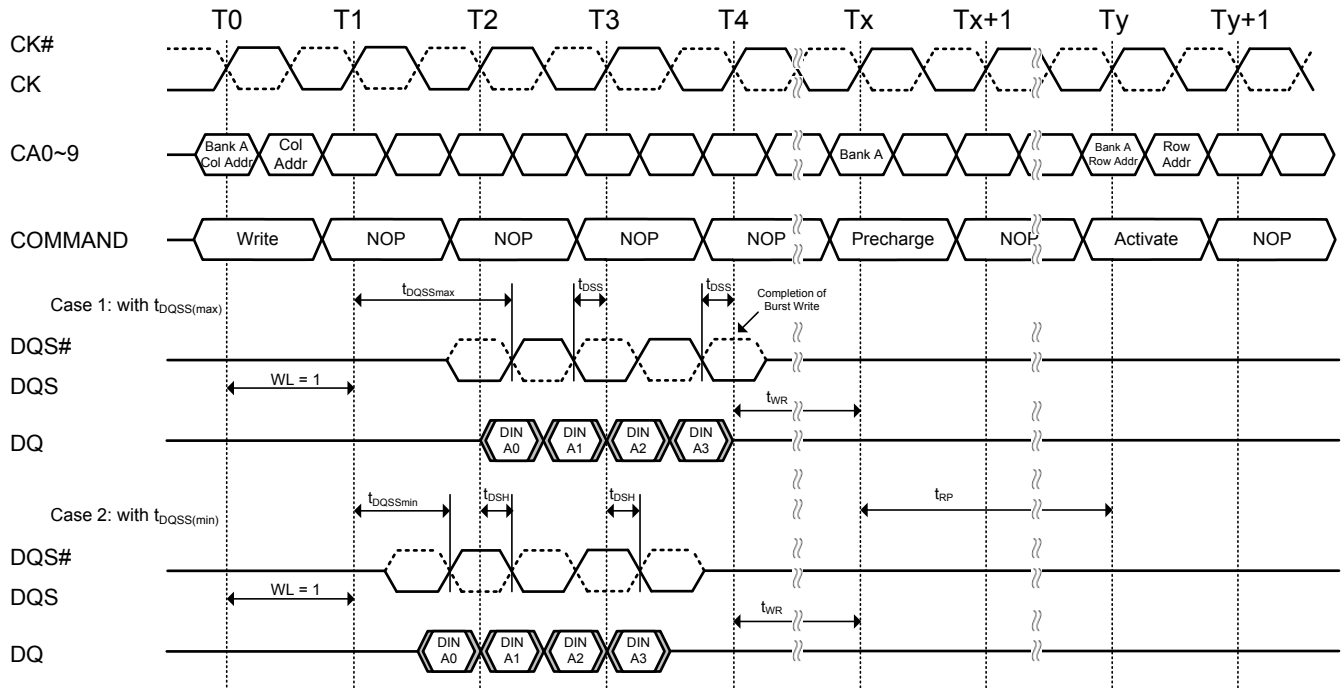 T0 T1 T2 T3 T4 Tx Tx+1 Ty Ty+1
CK#
CK
CA0~9
Bank A
Col Addr
Col
Addr
Bank A
Bank A
Row Addr
Row
Addr
COMMAND
Write NOP NOP NOP NOP Precharge NOP Activate NOP
Case 1: with tDQSS(max)
tDQSSmax tDSS tDSS
Completion of
Burst Write
DQS#
DQS
WL = 1
tWR
DQ
DIN
A0
DIN
A1
DIN
A2
DIN
A3
Case 2: with tDQSS(min)
tDQSSmin tDSH tDSH
tRP
DQS#
DQS
WL = 1
tWR
DQ
DIN
A0
DIN
A1
DIN
A2
DIN
A3